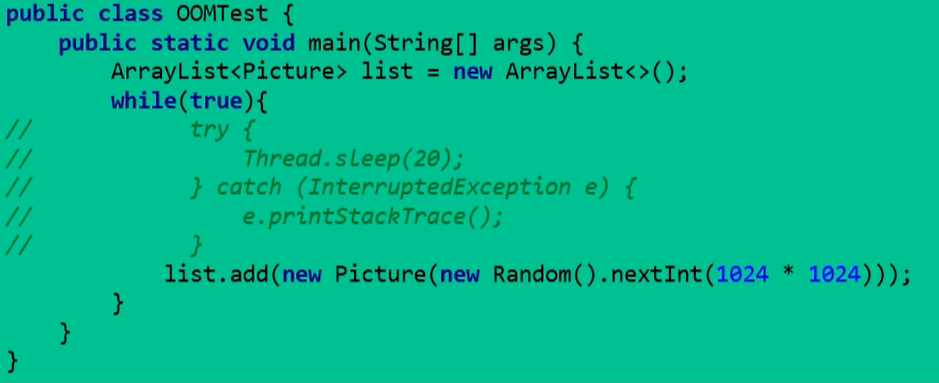 public class OOMTest {
    public static void main(String[] args) {
        ArrayList<Picture> list = new ArrayList<>();
        while(true){
//            try {
//                Thread.sleep(20);
//            } catch (InterruptedException e) {
//                e.printStackTrace();
//            }
            list.add(new Picture(new Random().nextInt(1024 * 1024)));
        }
    }
}